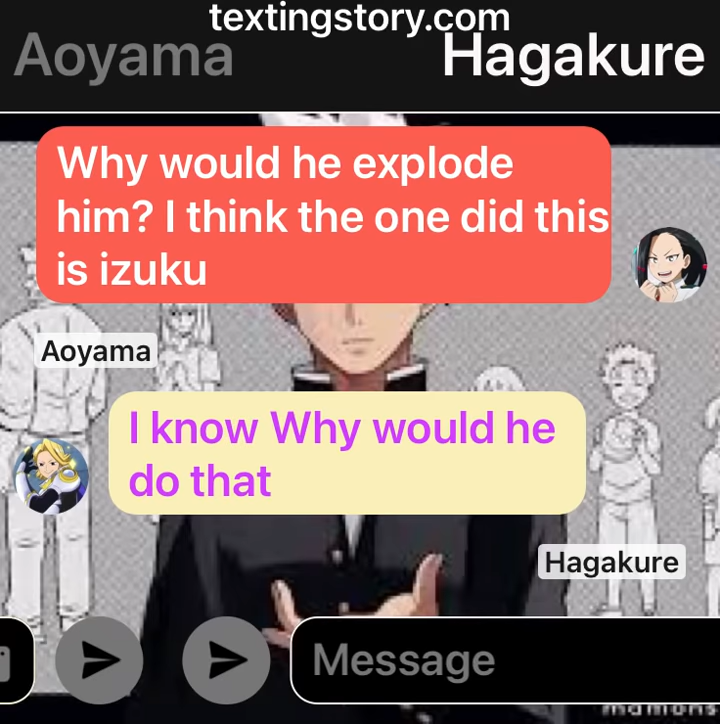 textingstory.com
Aoyama Hagakure
Why would he explode
him? I think the one did this
is izuku
Aoyama
I know Why would he
do that
Hagakure
Message